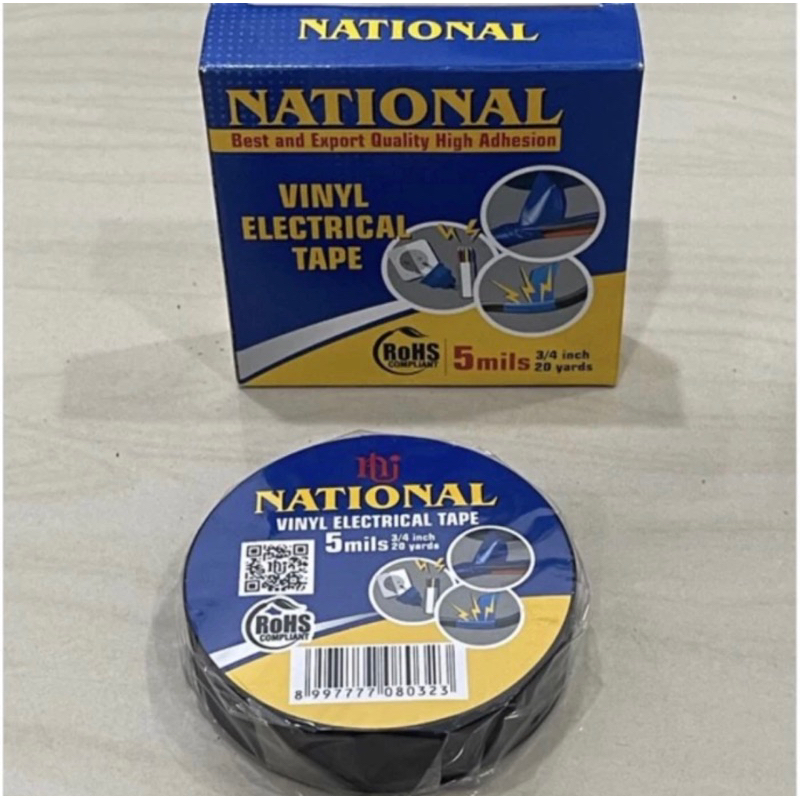 NATIONAL
NATIONAL
Best and Export Quality High Adhesion
VINYL
ELECTRICAL
TAPE
RoHS
COMPLIANT
5mils
3/4 inch
20 yards
NATIONAL
VINYL ELECTRICAL TAPE
5mils
3/4 inch
20 yards
RoHS
COMPLIANT
8 997777 080323